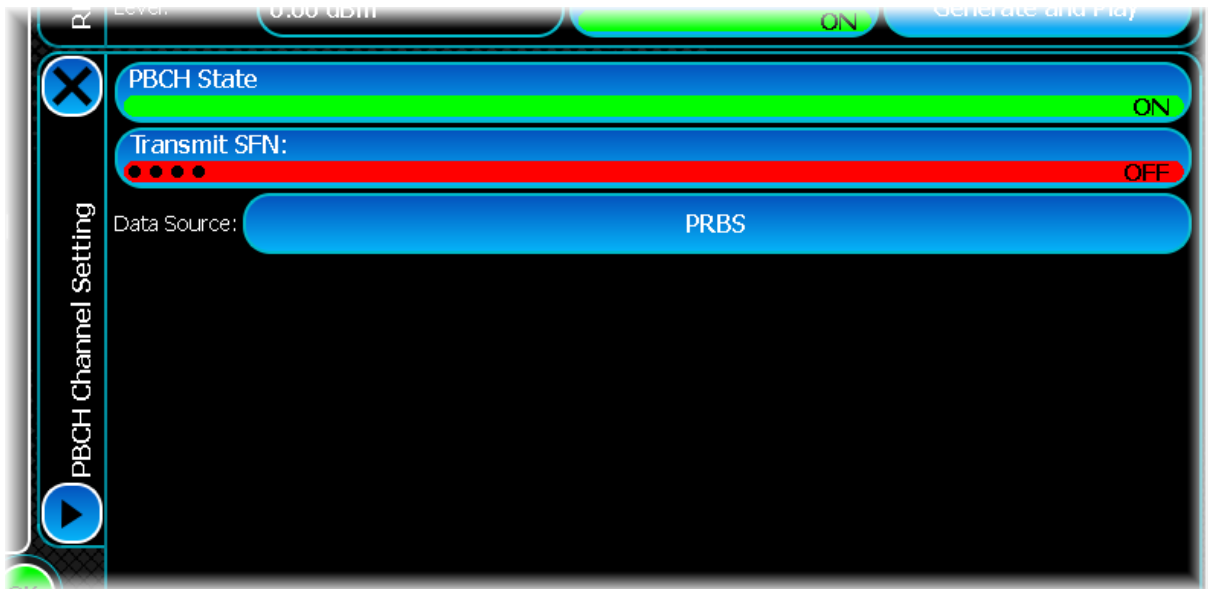 Level:
0.00 dBm
ON
Generate and Play
PBCH State
ON
Transmit SFN:
OFF
Data Source:
PRBS
PBCH Channel Setting